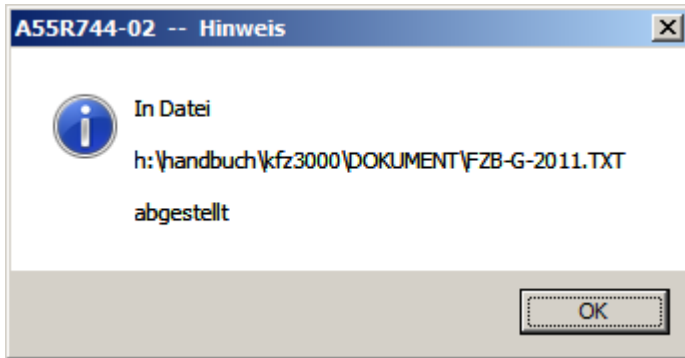 A55R744-02 -- Hinweis
In Datei
h:\handbuch\kfz3000\DOKUMENT\FZB-G-2011.TXT
abgestellt
OK